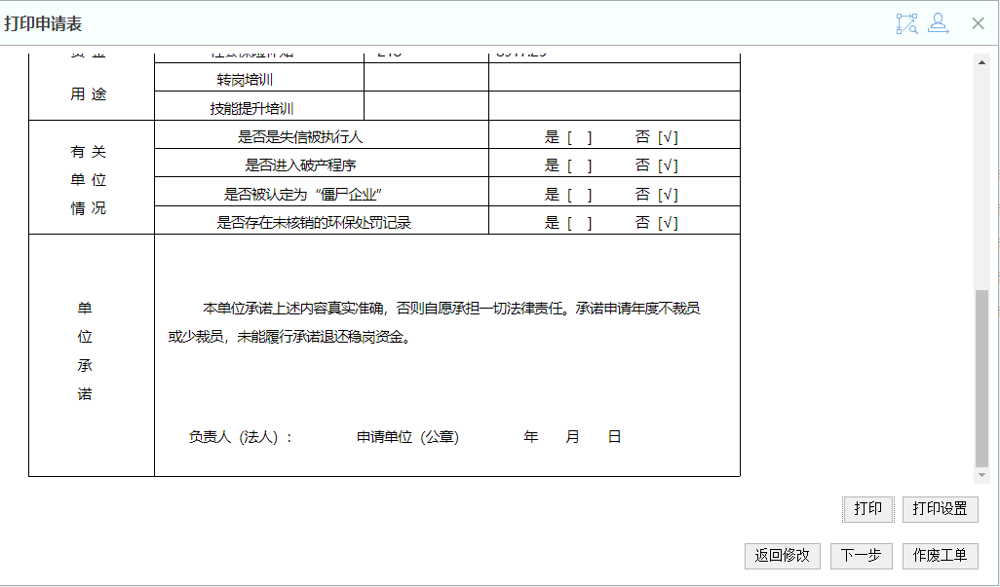 打印申请表
转岗培训
用 途
技能提升培训
有 关
单 位
情 况
是否是失信被执行人 是 [ ] 否 [√]
是否进入破产程序 是 [ ] 否 [√]
是否被认定为“僵尸企业” 是 [ ] 否 [√]
是否存在未核销的环保处罚记录 是 [ ] 否 [√]
单
位
承
诺
本单位承诺上述内容真实准确，否则自愿承担一切法律责任。承诺申请年度不裁员
或少裁员，未能履行承诺退还稳岗资金。
负责人（法人）： 申请单位（公章） 年 月 日
打印 打印设置
返回修改 下一步 作废工单